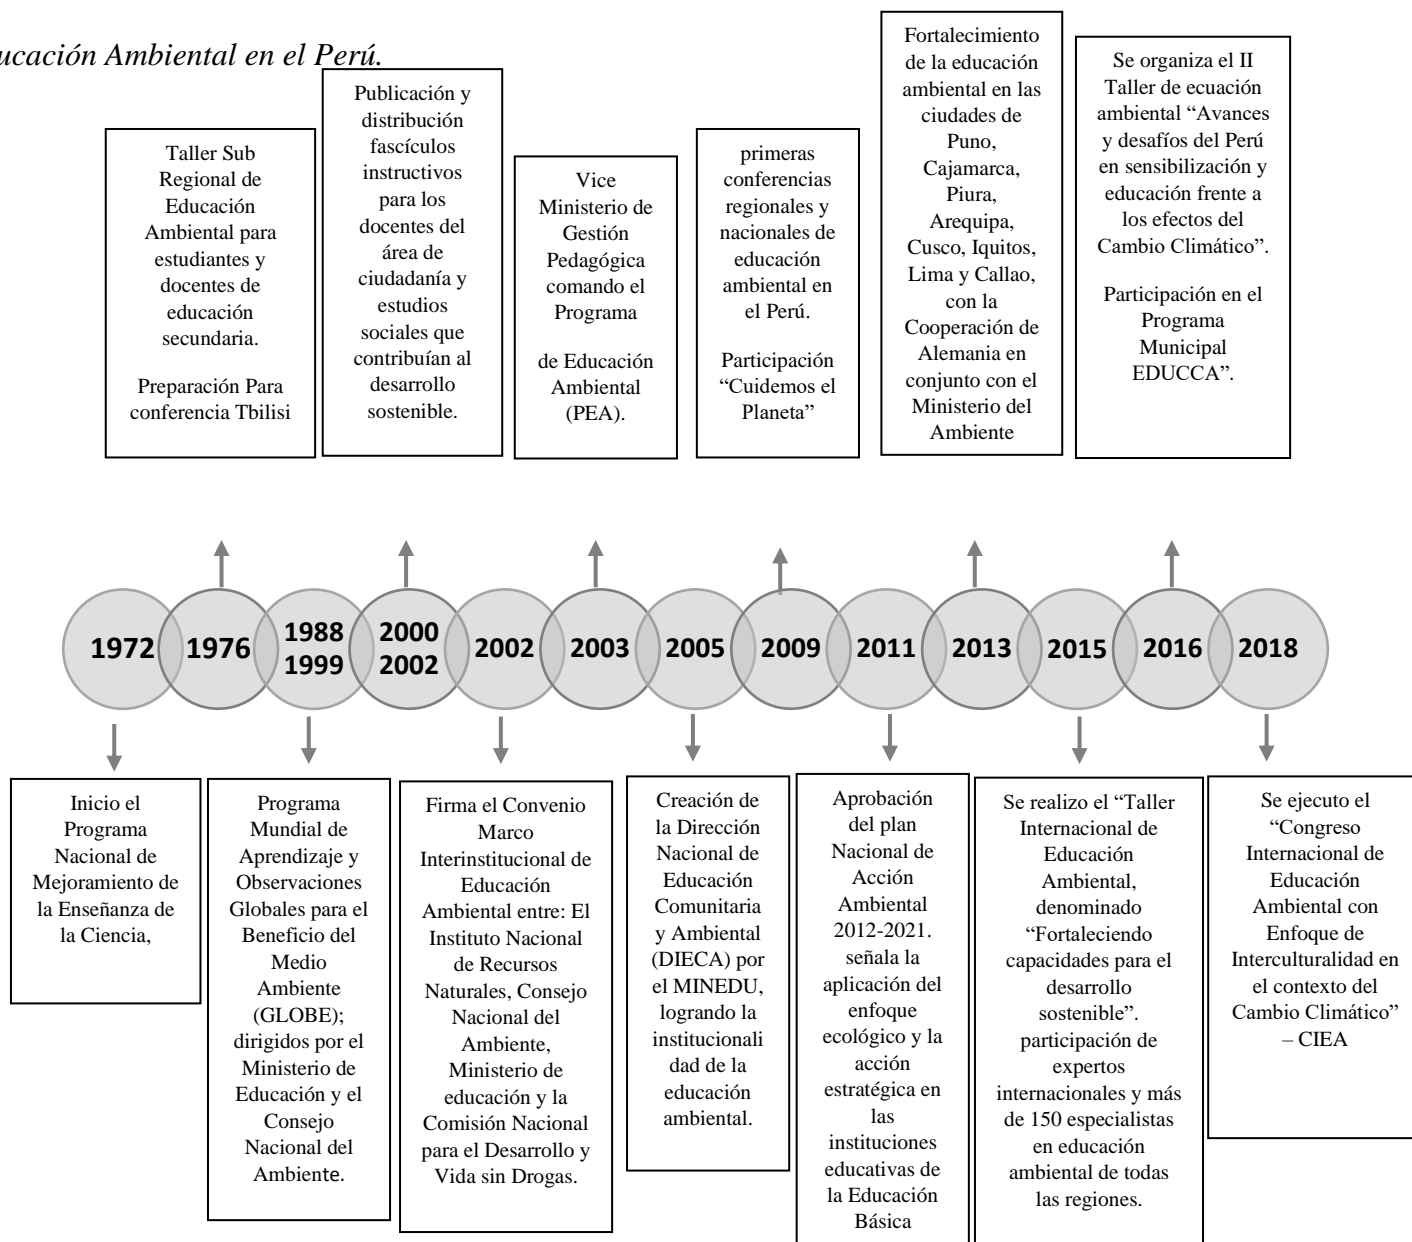 ucación Ambiental en el Perú.
Taller Sub
Regional de
Educación
Ambiental para
estudiantes y
docentes de
educación
secundaria.
Preparación Para
conferencia Tbilisi
Publicación y
distribución
fascículos
instructivos
para los
docentes del
área de
ciudadanía y
estudios
sociales que
contribuían al
desarrollo
sostenible.
Vice
Ministerio de
Gestión
Pedagógica
comando el
Programa
de Educación
Ambiental
(PEA).
primeras
conferencias
regionales y
nacionales de
educación
ambiental en
el Perú.
Participación
“Cuidemos el
Planeta”
Fortalecimiento
de la educación
ambiental en las
ciudades de
Puno,
Cajamarca,
Piura,
Arequipa,
Cusco, Iquitos,
Lima y Callao,
con la
Cooperación de
Alemania en
conjunto con el
Ministerio del
Ambiente
Se organiza el II
Taller de ecuación
ambiental “Avances
y desafíos del Perú
en sensibilización y
educación frente a
los efectos del
Cambio Climático”.
Participación en el
Programa
Municipal
EDUCCA”.
1972
1976
1988
1999
2000
2002
2002
2003
2005
2009
2011
2013
2015
2016
2018
Inicio el
Programa
Nacional de
Mejoramiento de
la Enseñanza de
la Ciencia,
Programa
Mundial de
Aprendizaje y
Observaciones
Globales para el
Beneficio del
Medio
Ambiente
(GLOBE);
dirigidos por el
Ministerio de
Educación y el
Consejo
Nacional del
Ambiente.
Firma el Convenio
Marco
Interinstitucional de
Educación
Ambiental entre: El
Instituto Nacional
de Recursos
Naturales, Consejo
Nacional del
Ambiente,
Ministerio de
educación y la
Comisión Nacional
para el Desarrollo y
Vida sin Drogas.
Creación de
la Dirección
Nacional de
Educación
Comunitaria
y Ambiental
(DIECA) por
el MINEDU,
logrando la
institucionali
dad de la
educación
ambiental.
Aprobación
del plan
Nacional de
Acción
Ambiental
2012-2021.
señala la
aplicación del
enfoque
ecológico y la
acción
estratégica en
las
instituciones
educativas de
la Educación
Básica
Se realizo el “Taller
Internacional de
Educación
Ambiental,
denominado
“Fortaleciendo
capacidades para el
desarrollo
sostenible”.
participación de
expertos
internacionales y más
de 150 especialistas
en educación
ambiental de todas
las regiones.
Se ejecuto el
“Congreso
Internacional de
Educación
Ambiental con
Enfoque de
Interculturalidad en
el contexto del
Cambio Climático”
– CIEA